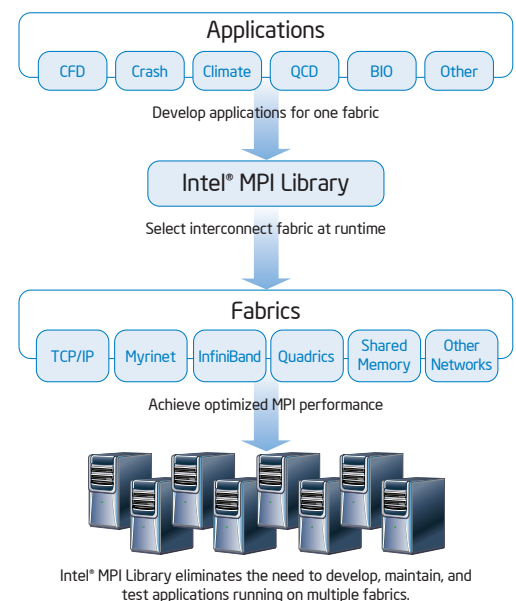 Applications
CFD
Crash
Climate
QCD
BIO
Other
Develop applications for one fabric
Intel® MPI Library
Select interconnect fabric at runtime
Fabrics
TCP/IP
Myrinet
InfiniBand
Quadrics
Shared
Memory
Other
Networks
Achieve optimized MPI performance
Intel® MPI Library eliminates the need to develop, maintain, and
test applications running on multiple fabrics.